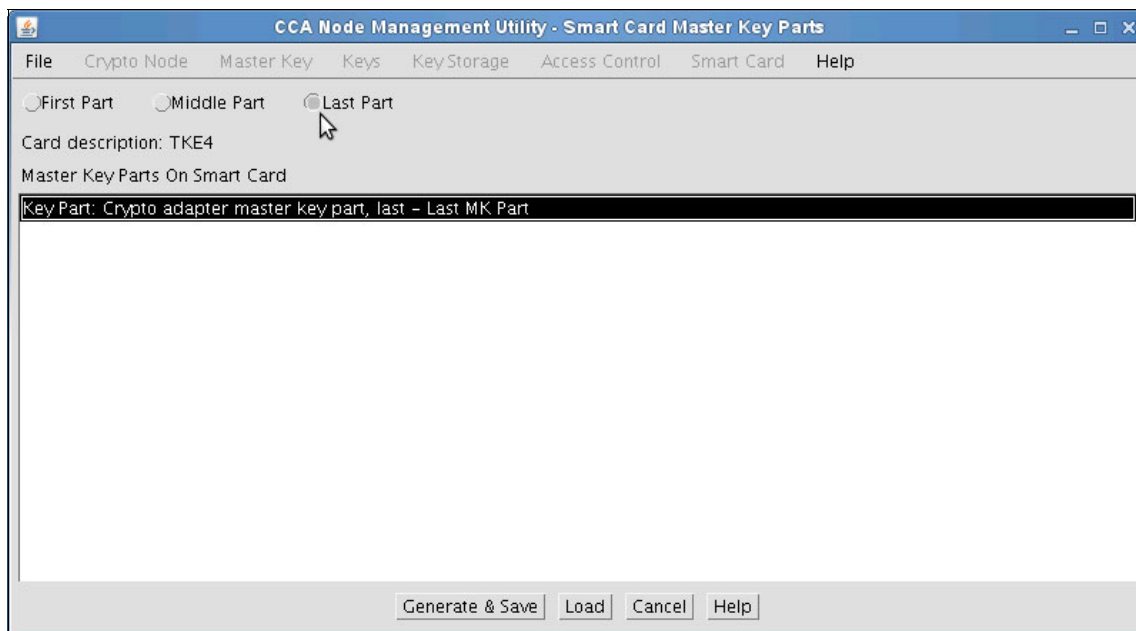 CCA Node Management Utility - Smart Card Master Key Parts
File Crypto Node Master Key Keys Key Storage Access Control Smart Card Help
First Part Middle Part Last Part
Card description: TKE4
Master Key Parts On Smart Card
Key Part: Crypto adapter master key part, last – Last MK Part
Generate & Save Load Cancel Help